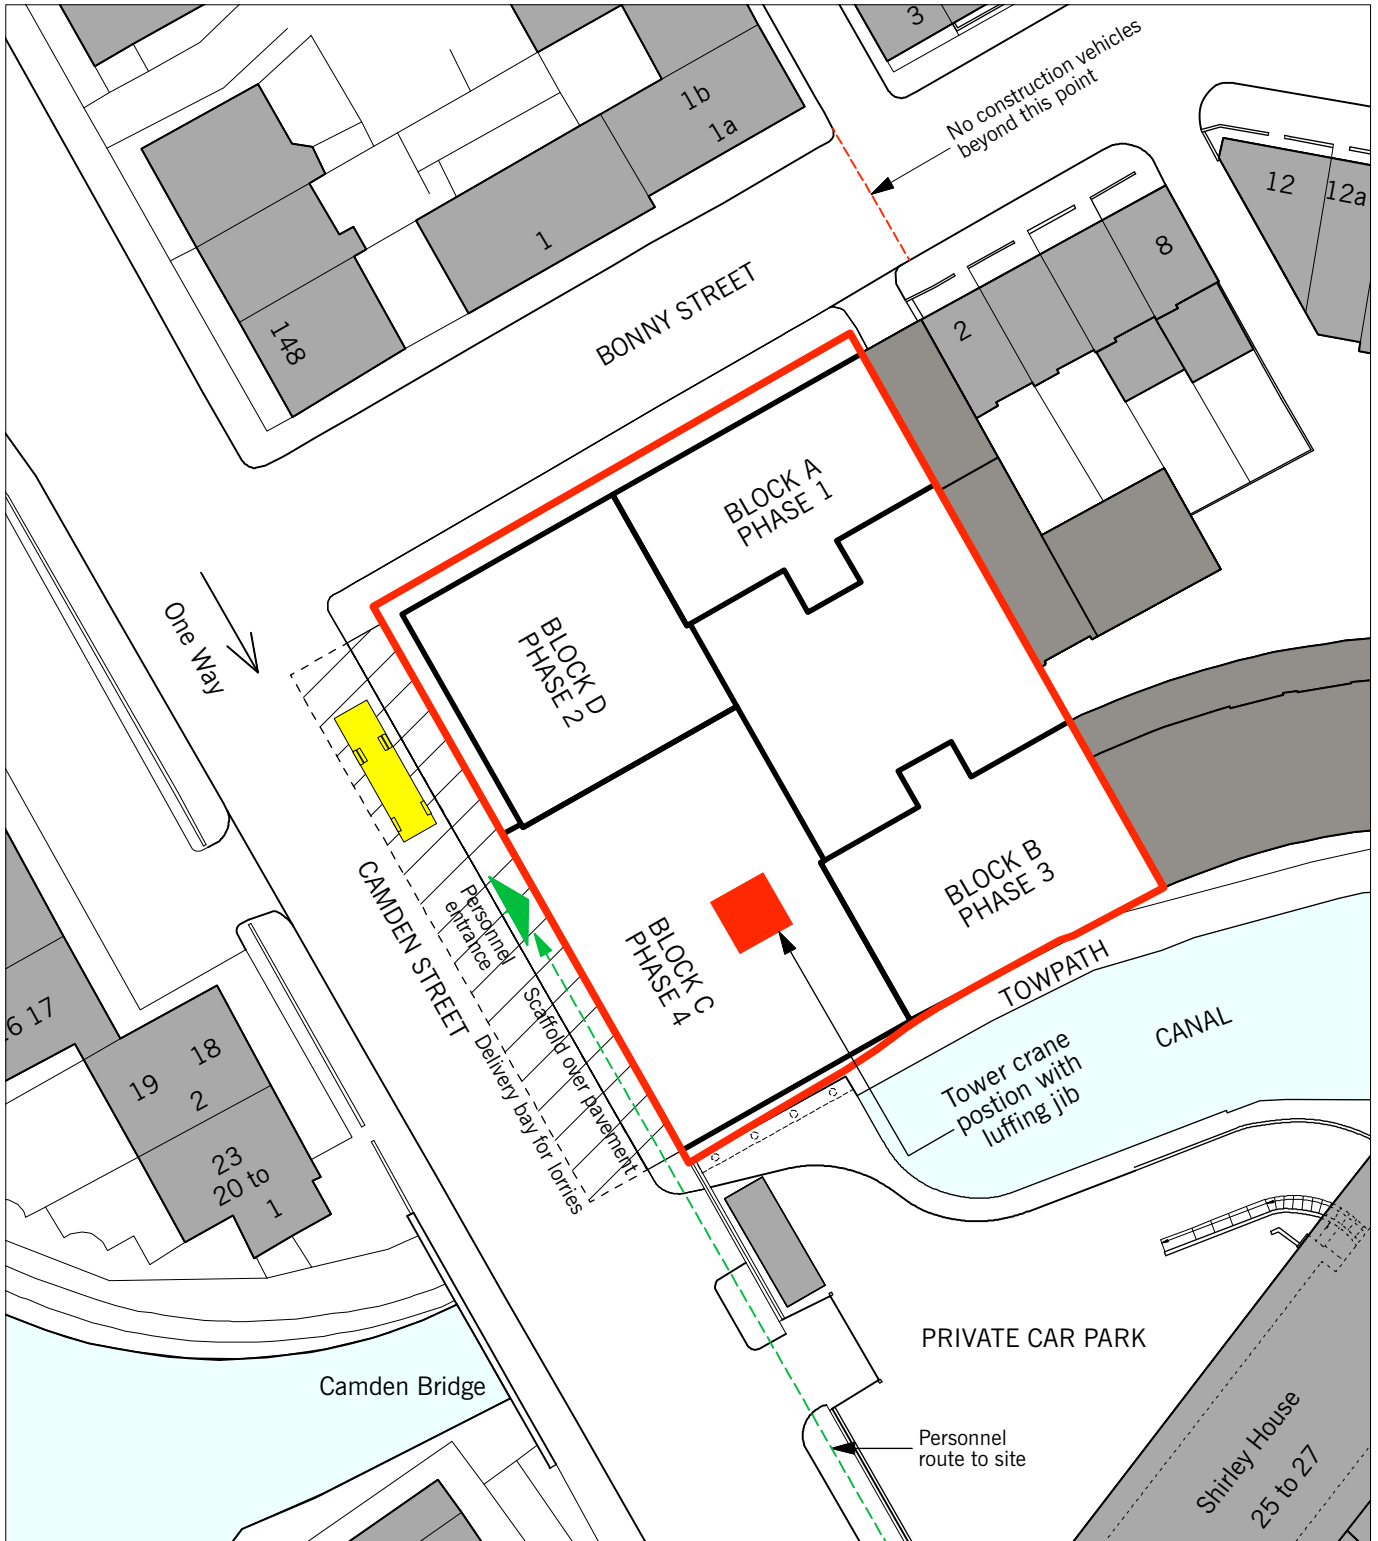 3
No construction vehicles
beyond this point
1b
1a
12
12a
1
8
2
148
BONNY STREET
BLOCK A
PHASE 1
One Way
BLOCK D
PHASE 2
BLOCK B
PHASE 3
CAMDEN STREET
Personnel
entrance
BLOCK C
PHASE 4
TOWPATH
CANAL
Scaffold over pavement
Delivery bay for lorries
Tower crane
postion with
luffing jib
6 17
18
19
2
23
20 to
1
PRIVATE CAR PARK
Camden Bridge
Personnel
route to site
Shirley House
25 to 27